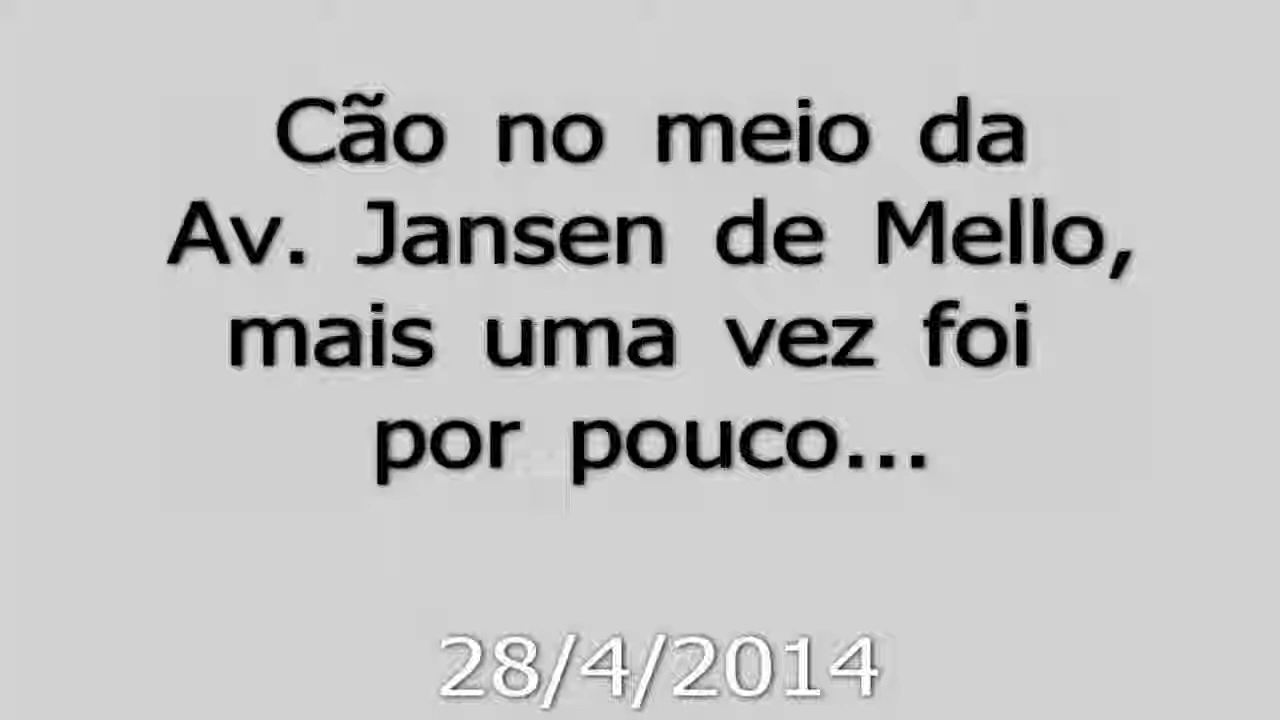 Cão no meio da
Av. Jansen de Mello,
mais uma vez foi
por pouco...
28/4/2014